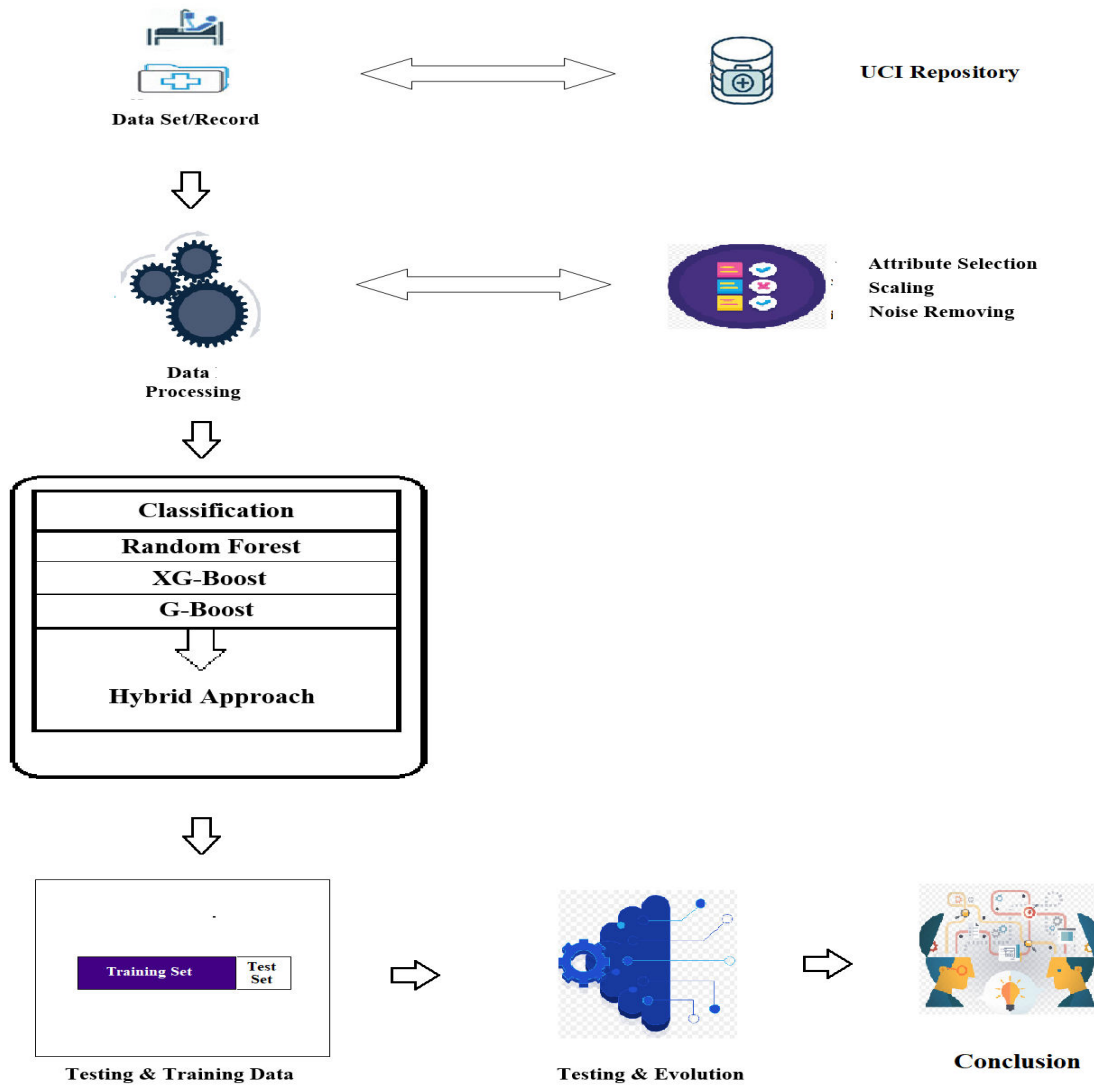 UCI Repository
Data Set/Record
Attribute Selection
Scaling
Noise Removing
Data
Processing
Classification
Random Forest
XG-Boost
G-Boost
Hybrid Approach
Training Set
Test
Set
Testing & Training Data
Testing & Evolution
Conclusion